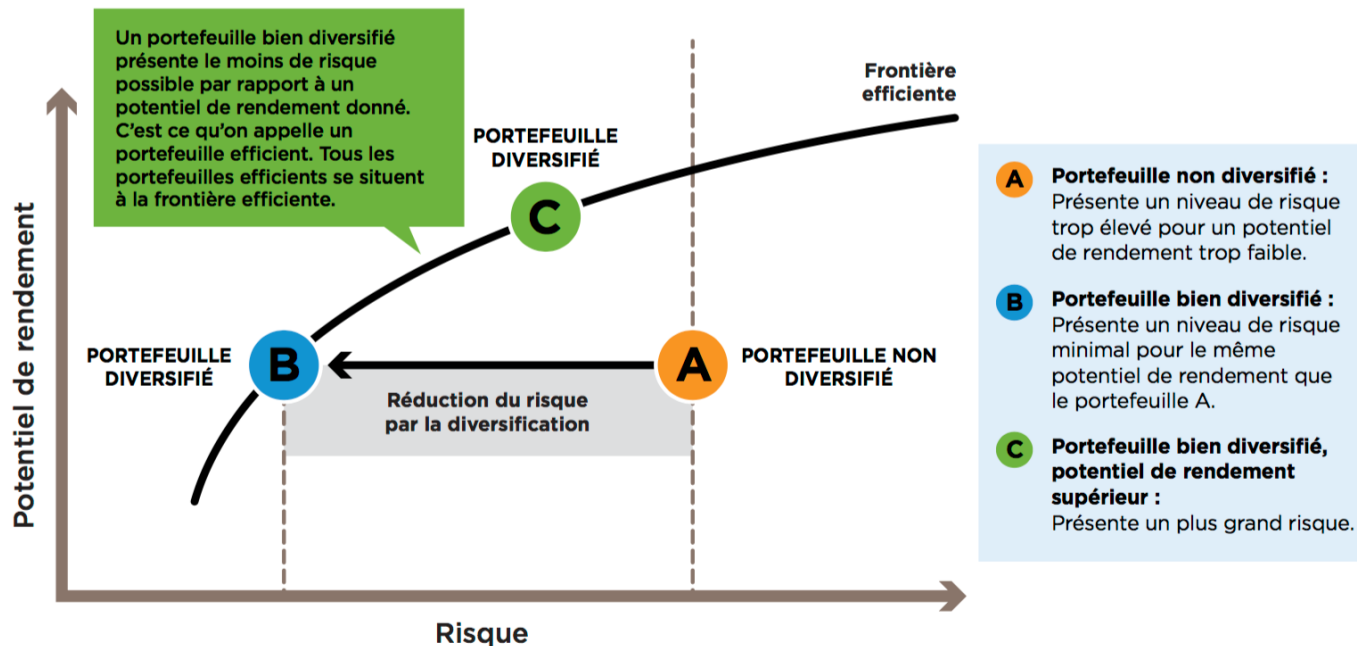 Un portefeuille bien diversifié
présente le moins de risque
possible par rapport à un
potentiel de rendement donné.
C’est ce qu’on appelle un
portefeuille efficient. Tous les
portefeuilles efficients se situent
à la frontière efficiente.
Frontière
efficiente
PORTEFEUILLE
DIVERSIFIÉ
C
Potentiel de rendement
PORTEFEUILLE
DIVERSIFIÉ
B
A
PORTEFEUILLE NON
DIVERSIFIÉ
Réduction du risque
par la diversification
Risque
A
Portefeuille non diversifié :
Présente un niveau de risque
trop élevé pour un potentiel
de rendement trop faible.
B
Portefeuille bien diversifié :
Présente un niveau de risque
minimal pour le même
potentiel de rendement que
le portefeuille A.
C
Portefeuille bien diversifié,
potentiel de rendement
supérieur :
Présente un plus grand risque.